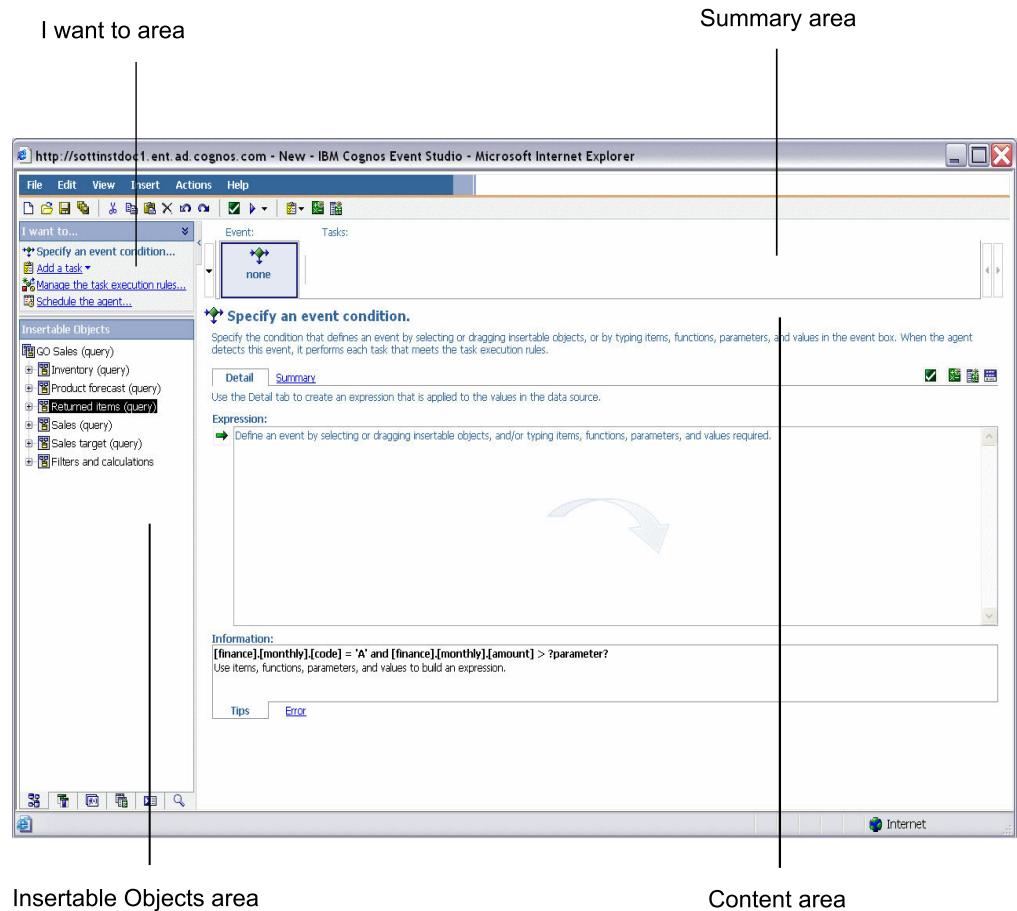 I want to area
Summary area
http://sottinstdoc1.ent.ad.cognos.com - New - IBM Cognos Event Studio - Microsoft Internet Explorer
File Edit View Insert Actions Help
I want to...
Specify an event condition...
Add a task
Manage the task execution rules...
Schedule the agent...
Insertable Objects
GO Sales (query)
Inventory (query)
Product forecast (query)
Returned items (query)
Sales (query)
Sales target (query)
Filters and calculations
Event: Tasks:
none
Specify an event condition.
Specify the condition that defines an event by selecting or dragging insertable objects, or by typing items, functions, parameters, and values in the event box. When the agent
detects this event, it performs each task that meets the task execution rules.
Detail Summary
Use the Detail tab to create an expression that is applied to the values in the data source.
Expression:
Define an event by selecting or dragging insertable objects, and/or typing items, functions, parameters, and values required.
Information:
[finance].[monthly].[code] = 'A' and [finance].[monthly].[amount] > ?parameter?
Use items, functions, parameters, and values to build an expression.
Tips Error
Internet
Insertable Objects area
Content area